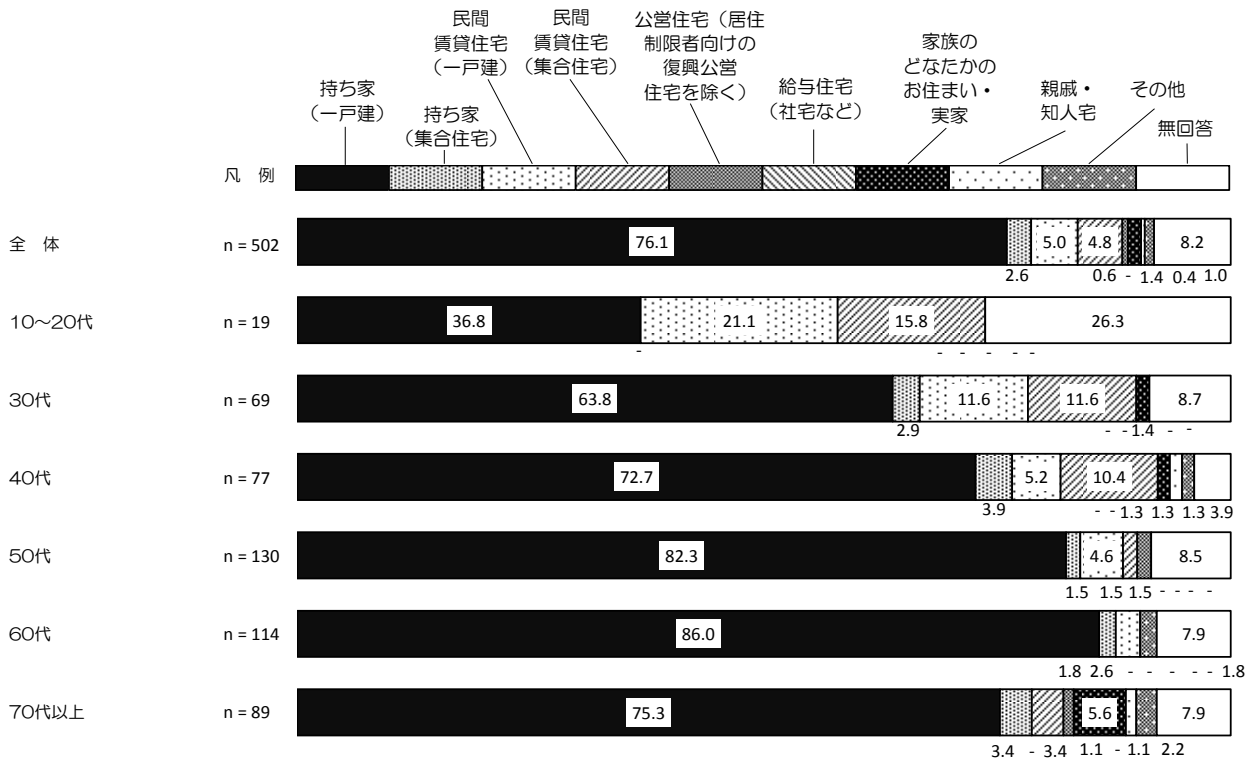 民間
賃貸住宅
（一戸建）
民間
賃貸住宅
（集合住宅）
公営住宅（居住
制限者向けの
復興公営
住宅を除く）
家族の
どなたかの
お住まい・
実家
持ち家
（一戸建）
持ち家
（集合住宅）
給与住宅
（社宅など）
親戚・
知人宅
その他
無回答
凡 例
全 体 n = 502 76.1 5.0 4.8 8.2
2.6 0.6 - 1.4 0.4 1.0
10～20代 n = 19 36.8 21.1 15.8 26.3
- - - - - -
30代 n = 69 63.8 11.6 11.6 8.7
2.9 - - 1.4 - -
40代 n = 77 72.7 5.2 10.4
3.9 - - 1.3 1.3 1.3 3.9
50代 n = 130 82.3 4.6 8.5
1.5 1.5 1.5 - - - -
60代 n = 114 86.0 7.9
1.8 2.6 - - - - - 1.8
70代以上 n = 89 75.3 5.6 7.9
3.4 - 3.4 1.1 - 1.1 2.2